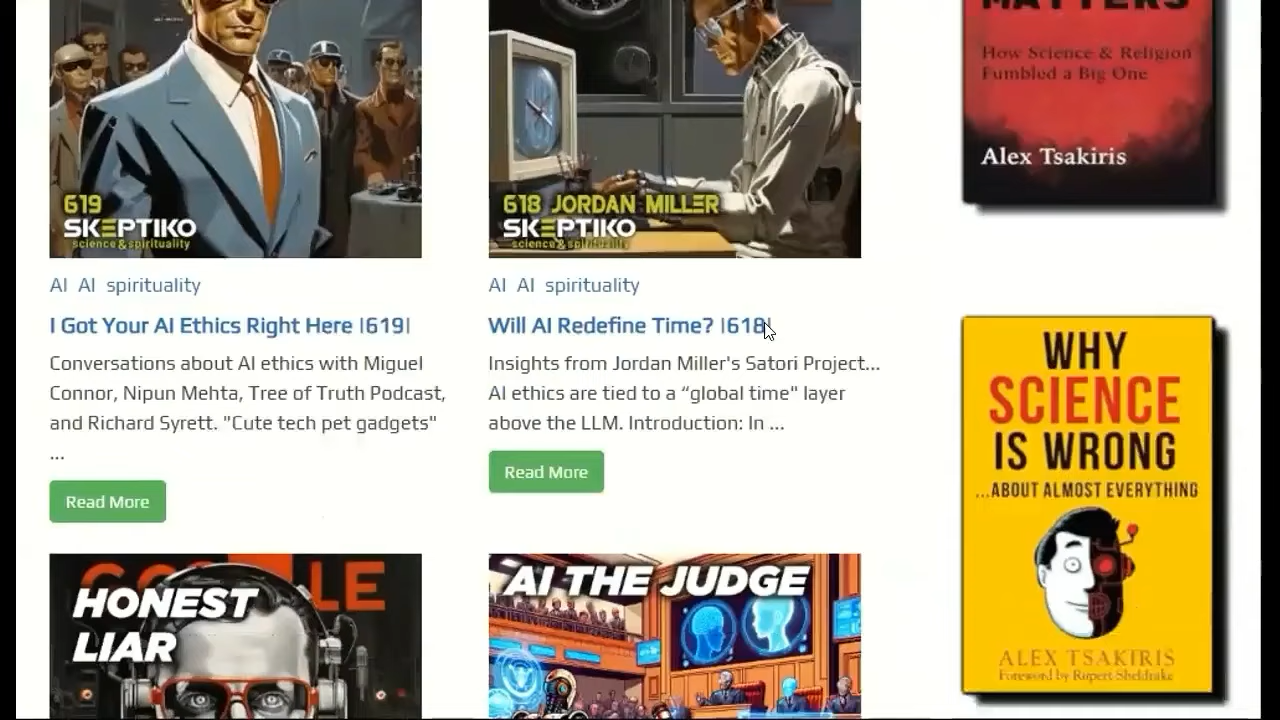 619
SKEPTIKO
science & spirituality
AI AI spirituality
I Got Your AI Ethics Right Here |619|
Conversations about AI ethics with Miguel
Connor, Nipun Mehta, Tree of Truth Podcast,
and Richard Syrett. "Cute tech pet gadgets"
...
Read More
618 JORDAN MILLER
SKEPTIKO
science & spirituality
AI AI spirituality
Will AI Redefine Time? |618|
Insights from Jordan Miller's Satori Project...
AI ethics are tied to a “global time" layer
above the LLM. Introduction: In ...
Read More
HONEST
LIAR
AI THE JUDGE
MATTERS
How Science & Religion
Fumbled a Big One
Alex Tsakiris
WHY
SCIENCE
IS WRONG
...ABOUT ALMOST EVERYTHING
ALEX TSAKIRIS
Foreword by Rupert Sheldrake